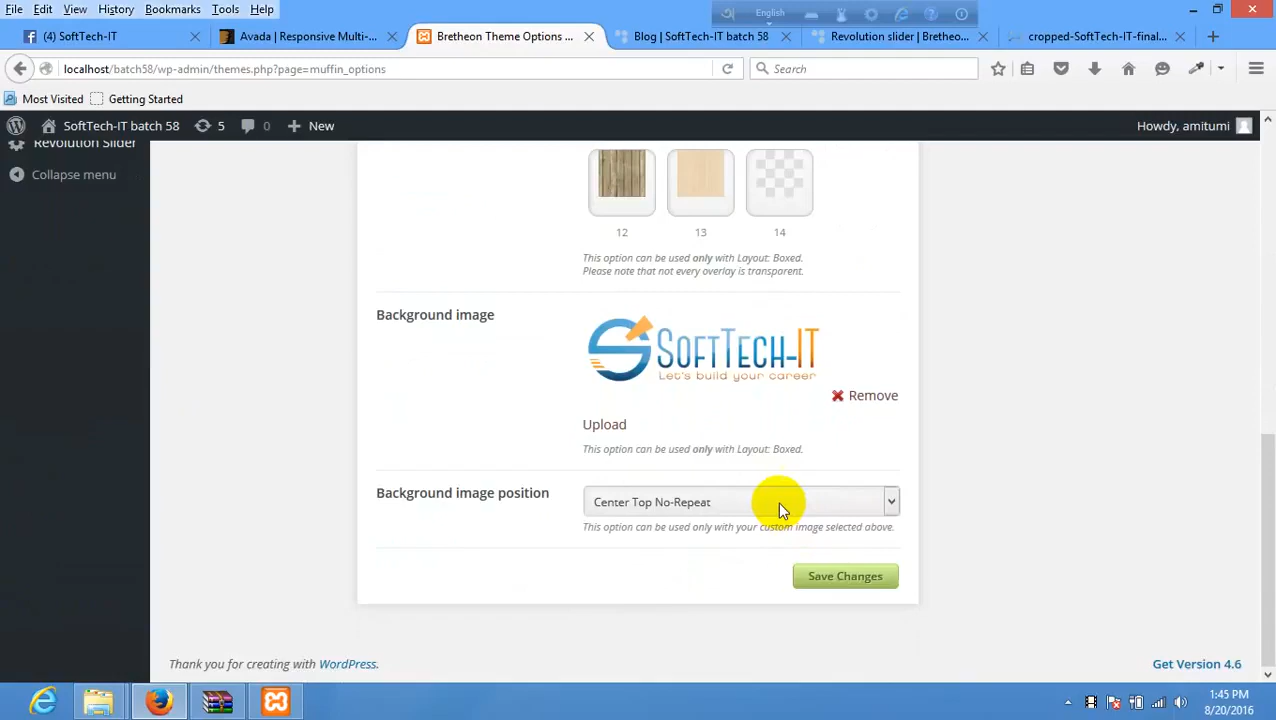 File Edit View History Bookmarks Tools Help
English
(4) SoftTech-IT
Avada | Responsive Multi-...
Bretheon Theme Options ...
Blog | SoftTech-IT batch 58
Revolution slider | Bretheo...
cropped-SoftTech-IT-final...
localhost/batch58/wp-admin/themes.php?page=muffin_options
Search
Most Visited Getting Started
SoftTech-IT batch 58 5 0 New Howdy, amitumi
Revolution Slider
Collapse menu
12 13 14
This option can be used only with Layout: Boxed.
Please note that not every overlay is transparent.
Background image
SOFTTECH-IT
Let's build your career
Remove
Upload
This option can be used only with Layout: Boxed.
Background image position
Center Top No-Repeat
This option can be used only with your custom image selected above.
Save Changes
Thank you for creating with WordPress. Get Version 4.6
1:45 PM
8/20/2016